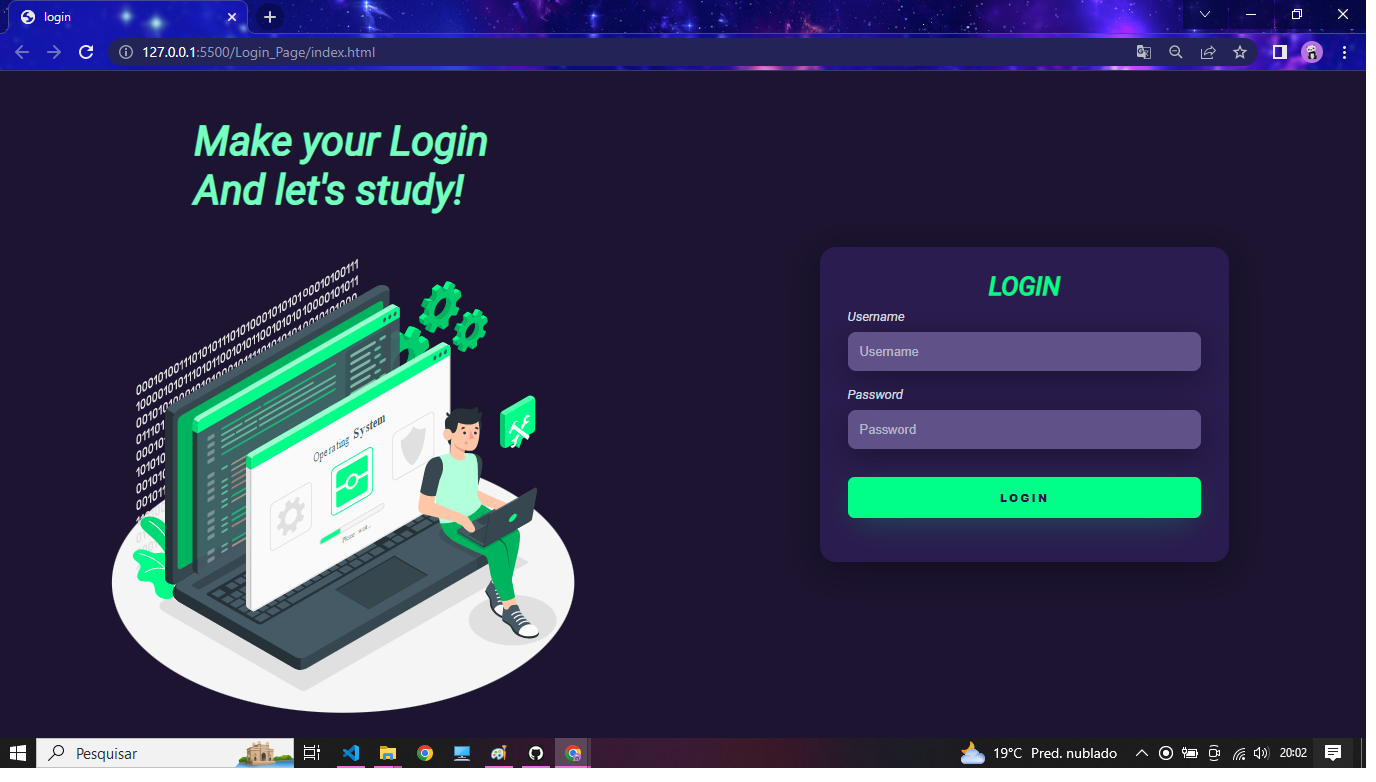 login
127.0.0.1:5500/Login_Page/index.html
Make your Login
And let's study!
Operating System
Please wait...
LOGIN
Username
Username
Password
Password
LOGIN
Pesquisar
19°C Pred. nublado
20:02